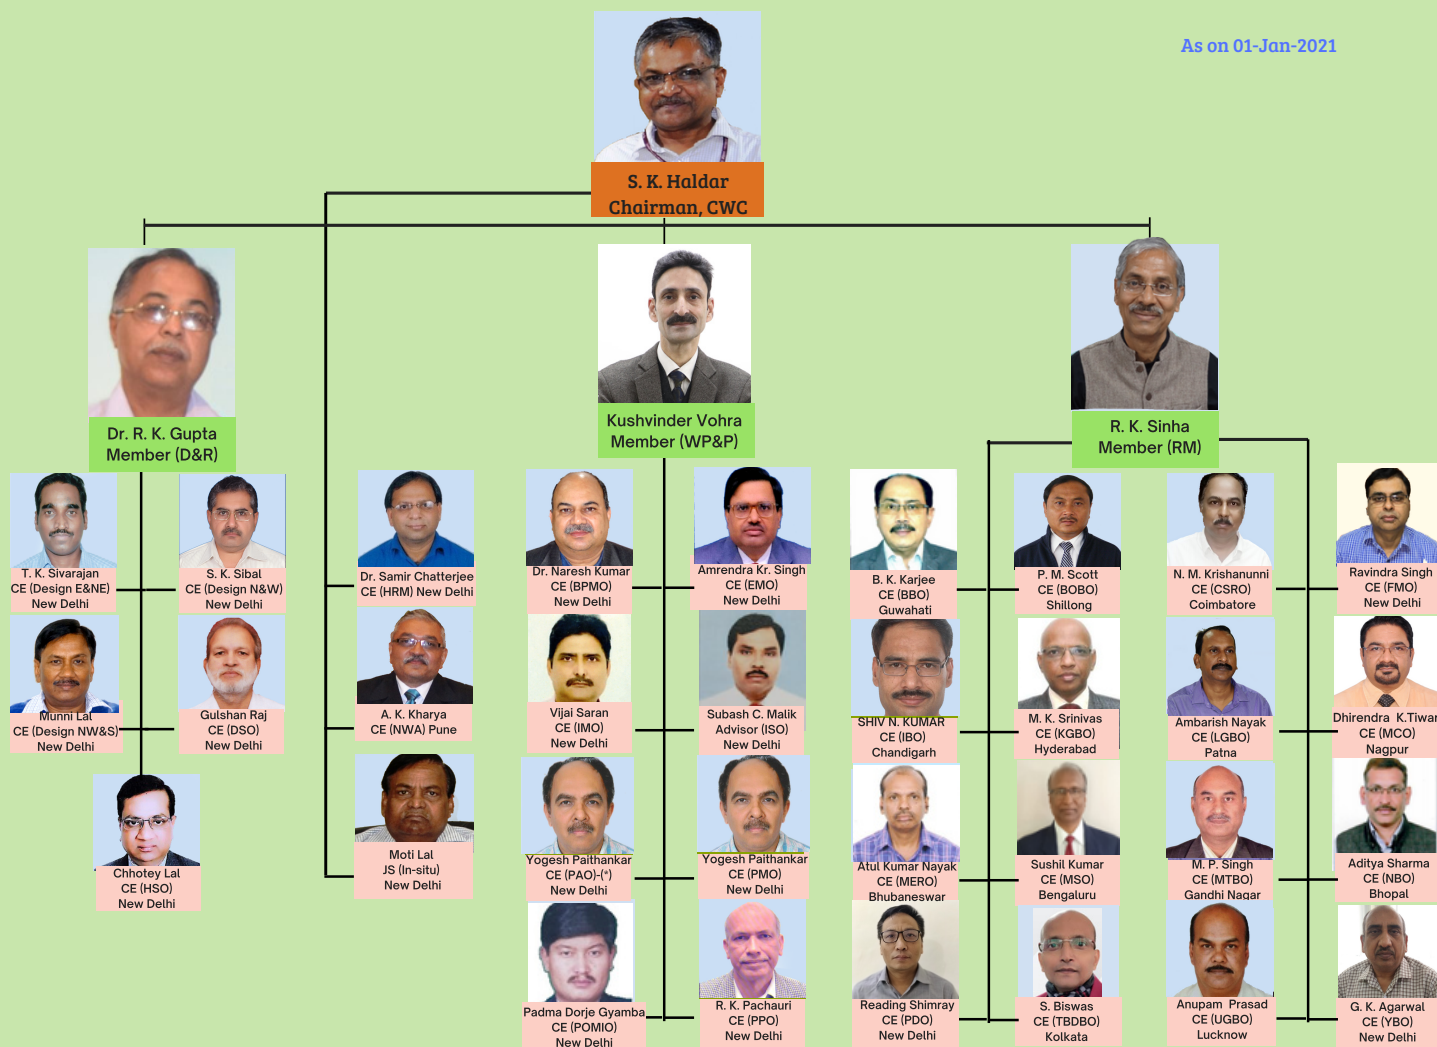 As on 01-Jan-2021
S. K. Haldar
Chairman, CWC
Dr. R. K. Gupta
Member (D&R)
Kushvinder Vohra
Member (WP&P)
R. K. Sinha
Member (RM)
T. K. Sivarajan
CE (Design E&NE)
New Delhi
S. K. Sibal
CE (Design N&W)
New Delhi
Dr. Samir Chatterjee
CE (HRM) New Delhi
Dr. Naresh Kumar
CE (BPMO)
New Delhi
Amrendra Kr. Singh
CE (EMO)
New Delhi
B. K. Karjee
CE (BBO)
Guwahati
P. M. Scott
CE (BOBO)
Shillong
N. M. Krishanunni
CE (CSRO)
Coimbatore
Ravindra Singh
CE (FMO)
New Delhi
Munni Lal
CE (Design NW&S)
New Delhi
Gulshan Raj
CE (DSO)
New Delhi
A. K. Kharya
CE (NWA) Pune
Vijai Saran
CE (IMO)
New Delhi
Subash C. Malik
Advisor (ISO)
New Delhi
SHIV N. KUMAR
CE (IBO)
Chandigarh
M. K. Srinivas
CE (KGBO)
Hyderabad
Ambarish Nayak
CE (LGBO)
Patna
Dhirendra K.Tiwar
CE (MCO)
Nagpur
Chhotey Lal
CE (HSO)
New Delhi
Moti Lal
JS (In-situ)
New Delhi
Yogesh Paithankar
CE (PAO)-(*)
New Delhi
Yogesh Paithankar
CE (PMO)
New Delhi
Atul Kumar Nayak
CE (MERO)
Bhubaneswar
Sushil Kumar
CE (MSO)
Bengaluru
M. P. Singh
CE (MTBO)
Gandhi Nagar
Aditya Sharma
CE (NBO)
Bhopal
Padma Dorje Gyamba
CE (POMIO)
New Delhi
R. K. Pachauri
CE (PPO)
New Delhi
Reading Shimray
CE (PDO)
New Delhi
S. Biswas
CE (TBDBO)
Kolkata
Anupam Prasad
CE (UGBO)
Lucknow
G. K. Agarwal
CE (YBO)
New Delhi